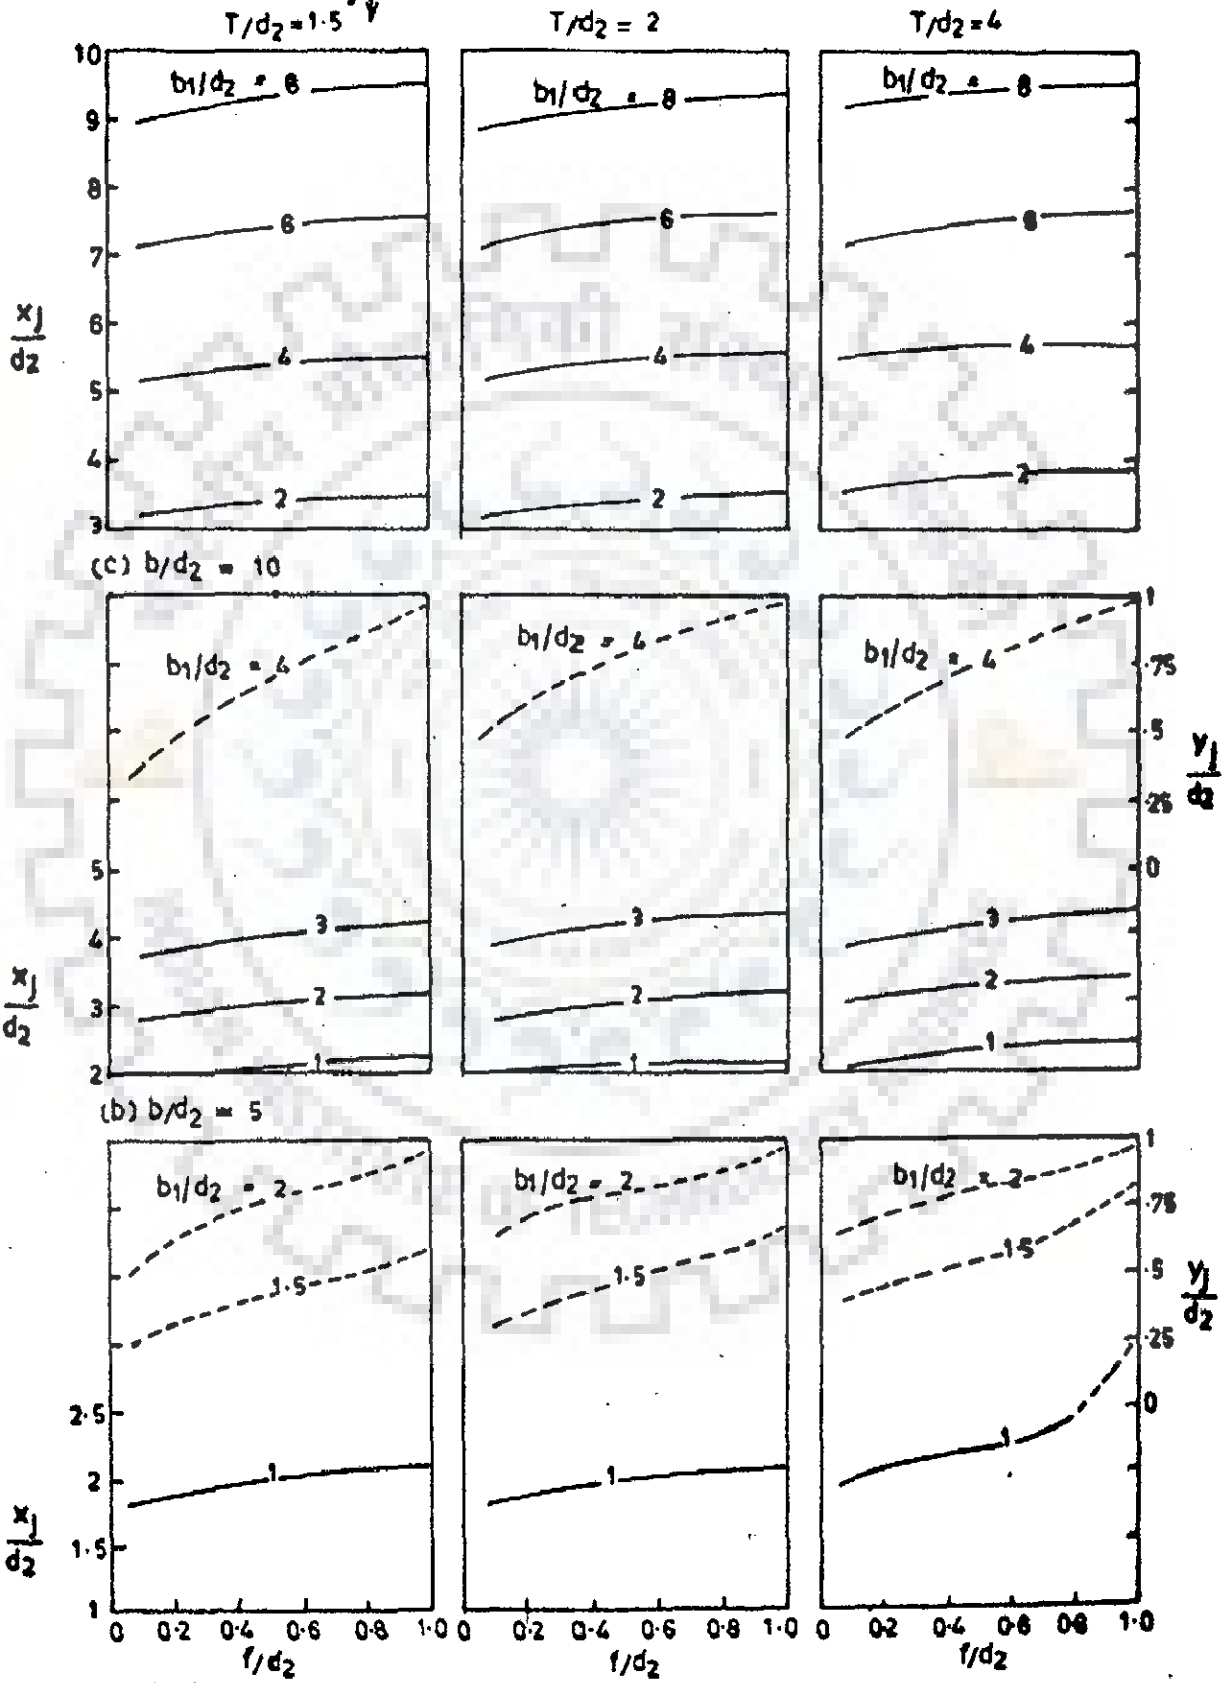 T/d2 = 1.5 T/d2 = 2 T/d2 = 4
10
b1/d2 = 8 b1/d2 = 8 b1/d2 = 8
9
8
6 6 6
7
6
xj/d2
4 4 4
5
4
2 2 2
3
(c) b/d2 = 10
1
b1/d2 = 4 b1/d2 = 4 b1/d2 = 4
.75
.5
yj/d2
.25
5 0
3 3 3
4
xj/d2
3 2 2 2
1 1 1
2
(b) b/d2 = 5
1
b1/d2 = 2 b1/d2 = 2 b1/d2 = 2
.75
1.5 1.5 1.5
.5
yj/d2
.25
2.5 0
1 1 1
2
xj/d2
1.5
1
0 0.2 0.4 0.6 0.8 1.0 0 0.2 0.4 0.6 0.8 1.0 0 0.2 0.4 0.6 0.8 1.0
f/d2 f/d2 f/d2